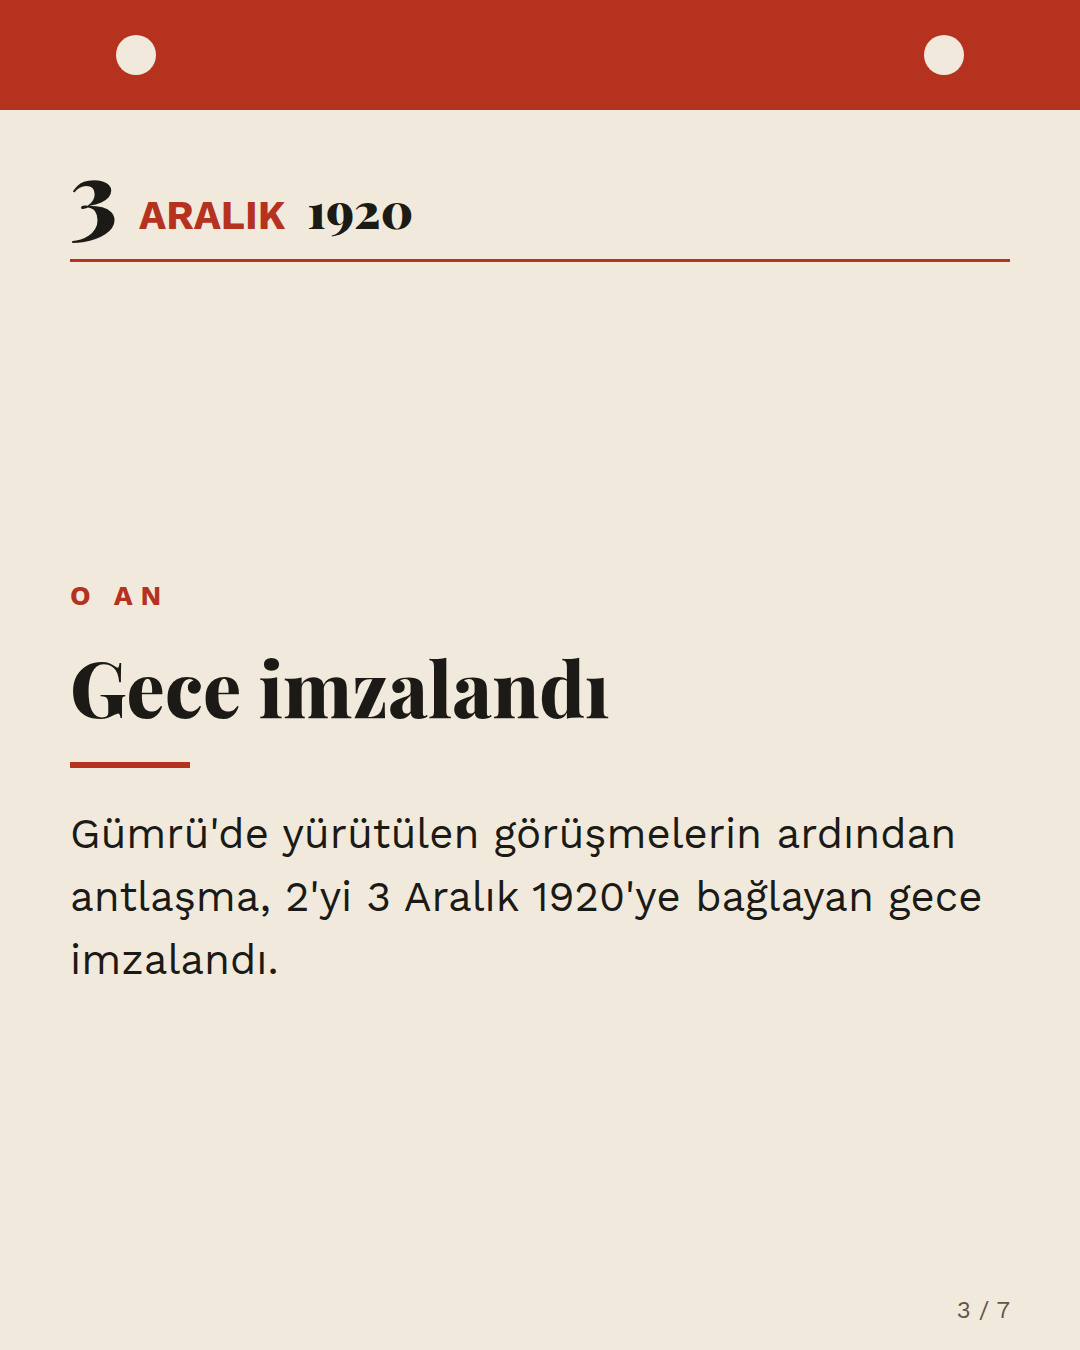 3 ARALIK 1920
O AN
Gece imzalandı
Gümrü'de yürütülen görüşmelerin ardından
antlaşma, 2'yi 3 Aralık 1920'ye bağlayan gece
imzalandı.
3 / 7